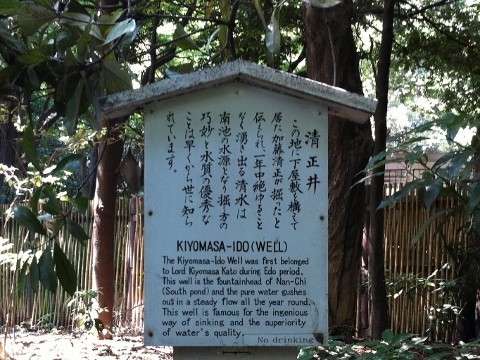 清正井
この地に下屋敷を構えて
居た加藤清正が掘ったと
伝えられ、一年中絶ゆること
なく湧き出る清水は
南池の水源となり掘り方の
巧妙と水質の優秀な
ことは早くから世に知ら
れています。
KIYOMASA-IDO (WELL)
The Kiyomasa-Ido Well was first belonged
to Lord Kiyomasa Kato during Edo period.
This well is the fountainhead of Nan-Chi
(South pond) and the pure water gushes
out in a steady flow all the year round.
This well is famous for the ingenious
way of sinking and the superiority
of water's quality.
No drinking